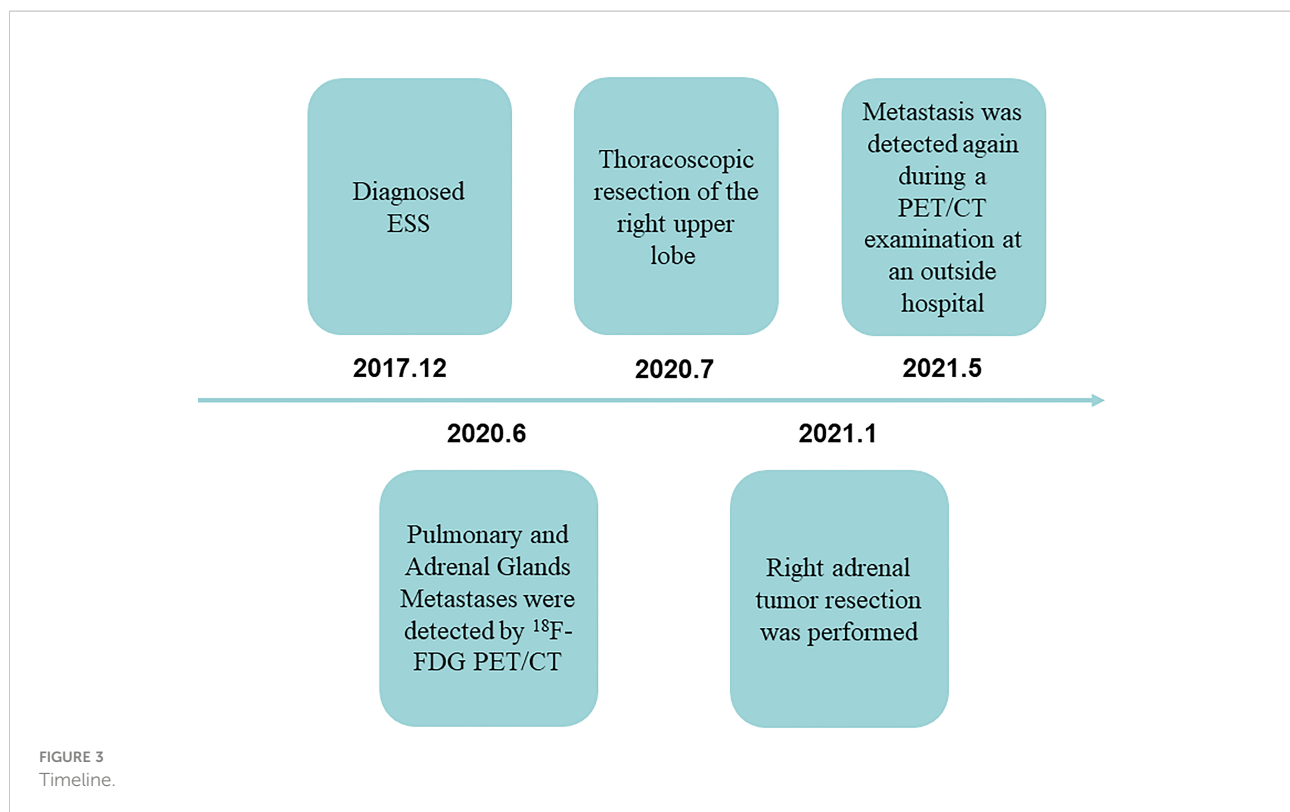 Diagnosed
ESS
Thoracoscopic
resection of the
right upper
lobe
Metastasis was
detected again
during a
PET/CT
examination at
an outside
hospital
2017.12
2020.7
2021.5
2020.6
2021.1
Pulmonary and
Adrenal Glands
Metastases were
detected by ¹⁸F-
FDG PET/CT
Right adrenal
tumor resection
was performed
FIGURE 3
Timeline.